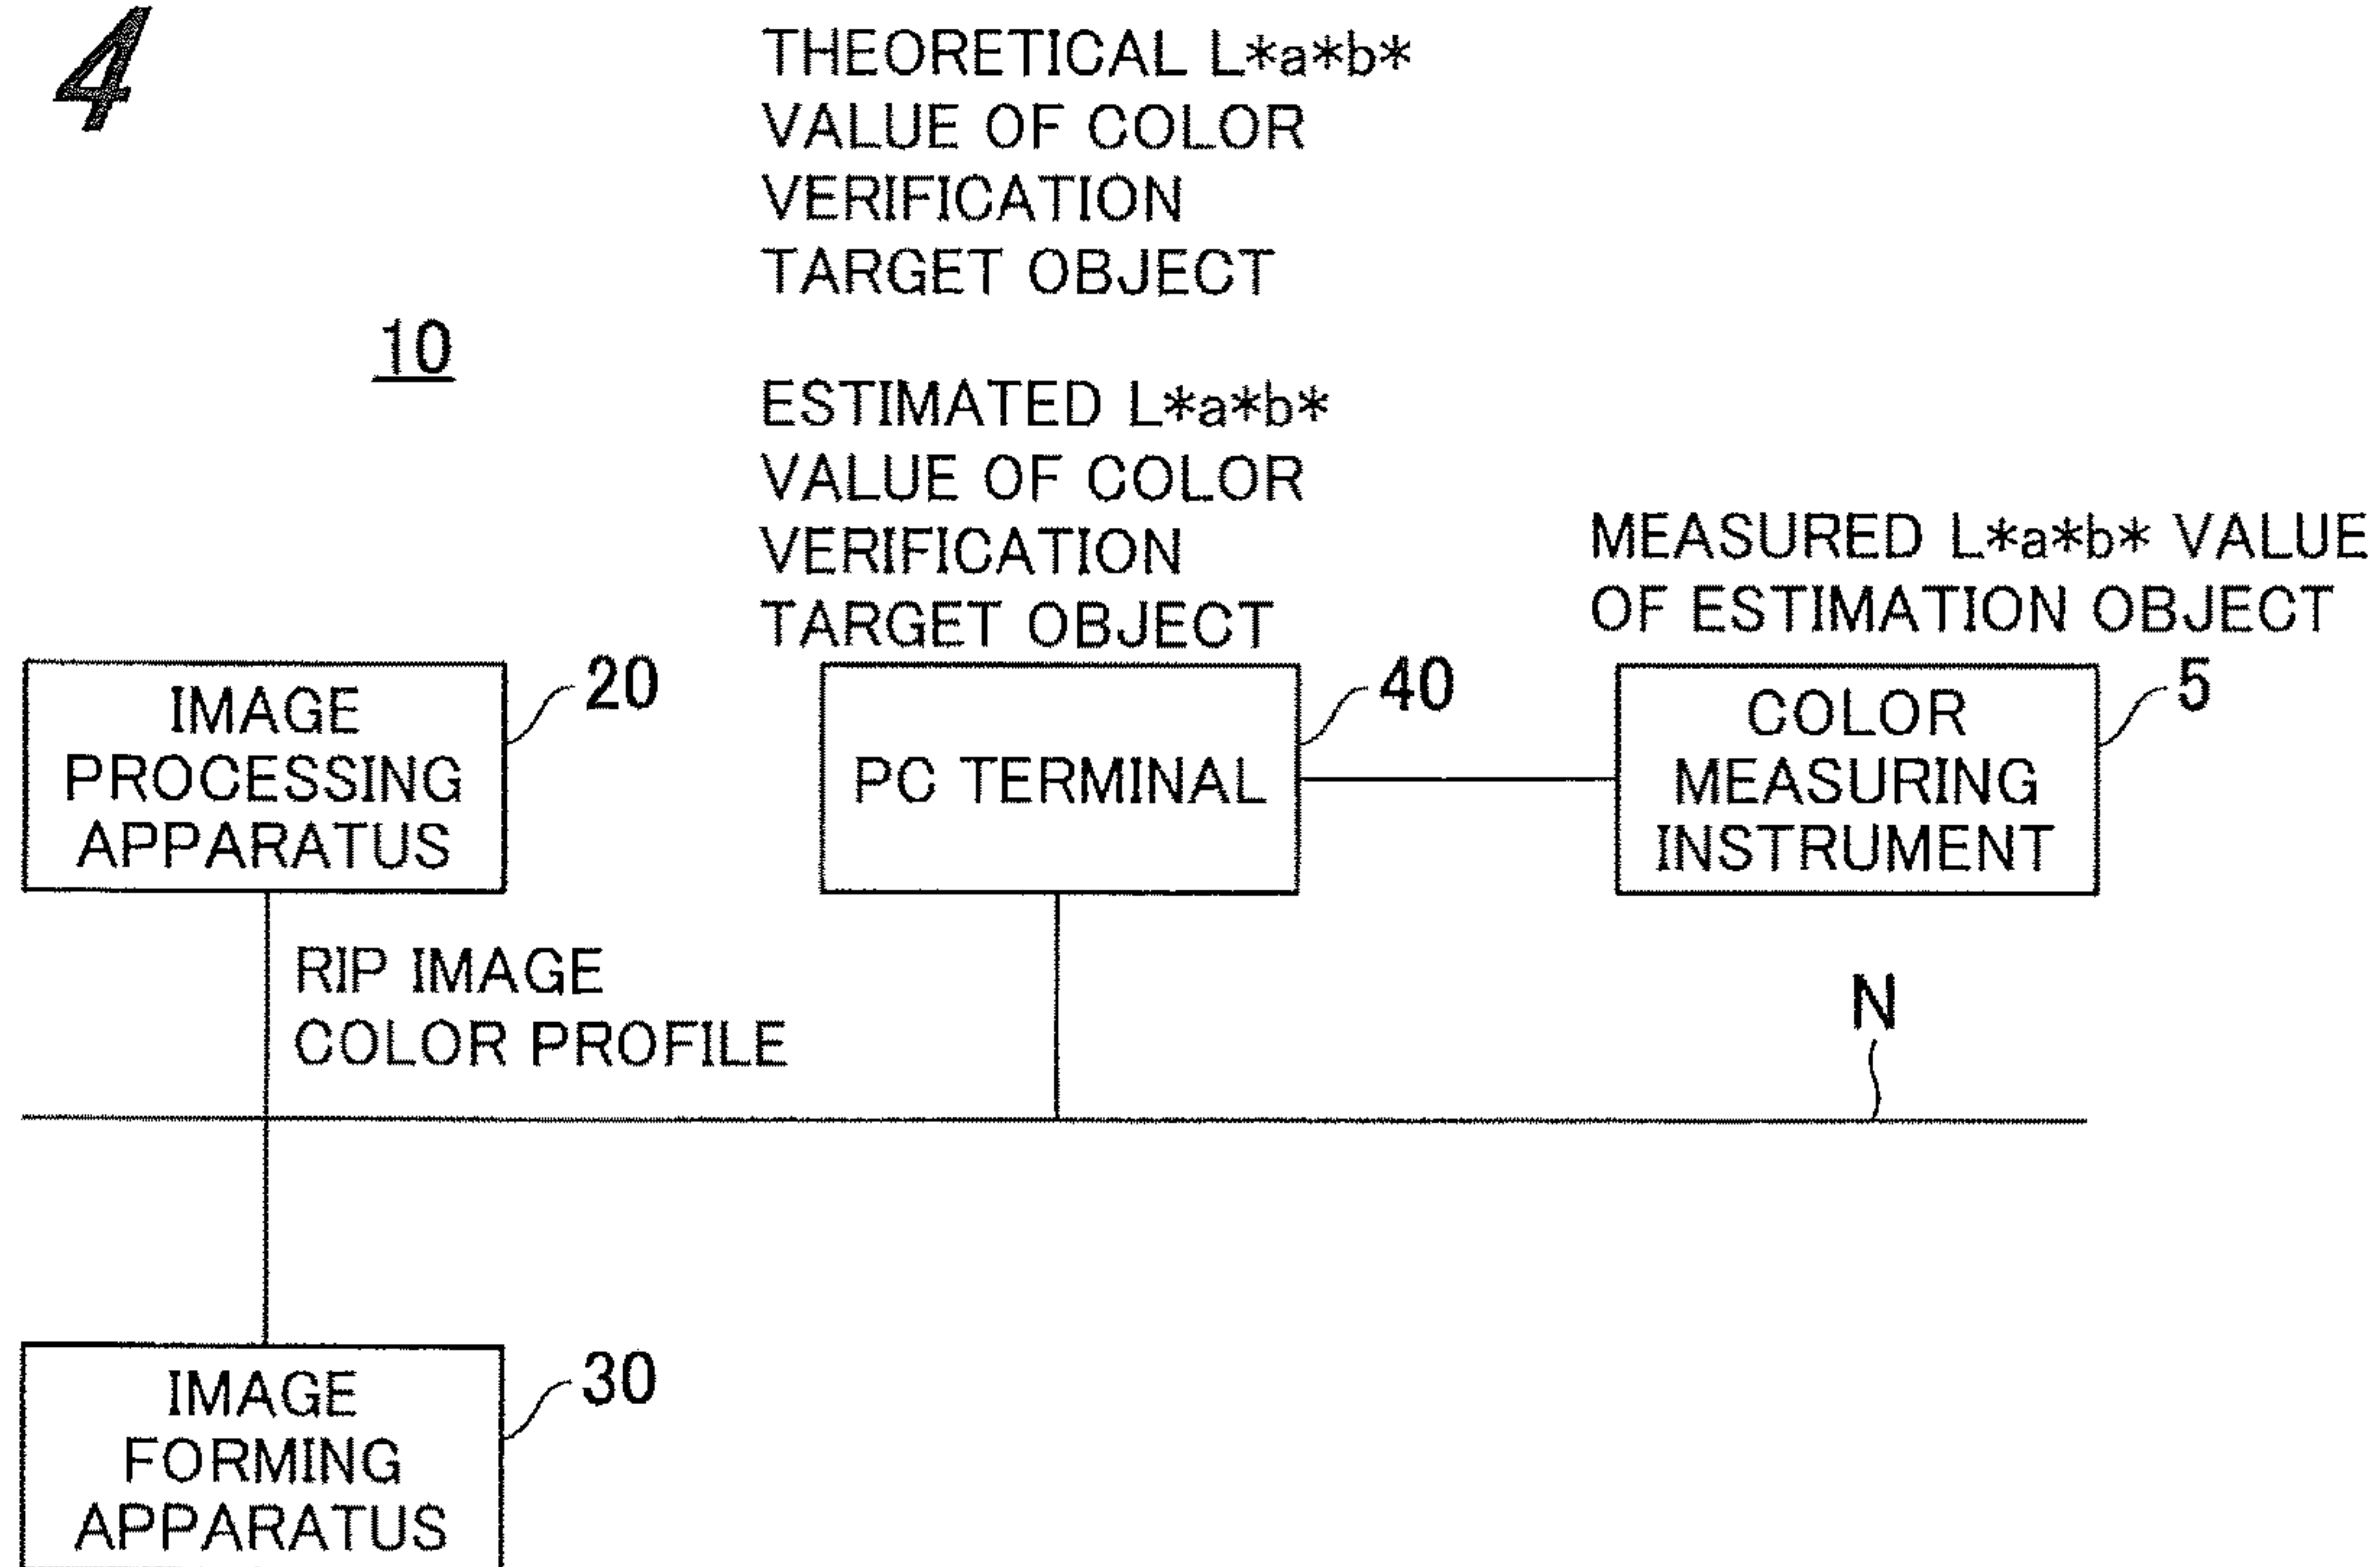 4
THEORETICAL L*a*b*
VALUE OF COLOR
VERIFICATION
TARGET OBJECT
10
ESTIMATED L*a*b*
VALUE OF COLOR
VERIFICATION
TARGET OBJECT
MEASURED L*a*b* VALUE
OF ESTIMATION OBJECT
IMAGE
PROCESSING
APPARATUS
20
PC TERMINAL
40
COLOR
MEASURING
INSTRUMENT
5
RIP IMAGE
COLOR PROFILE
N
IMAGE
FORMING
APPARATUS
30